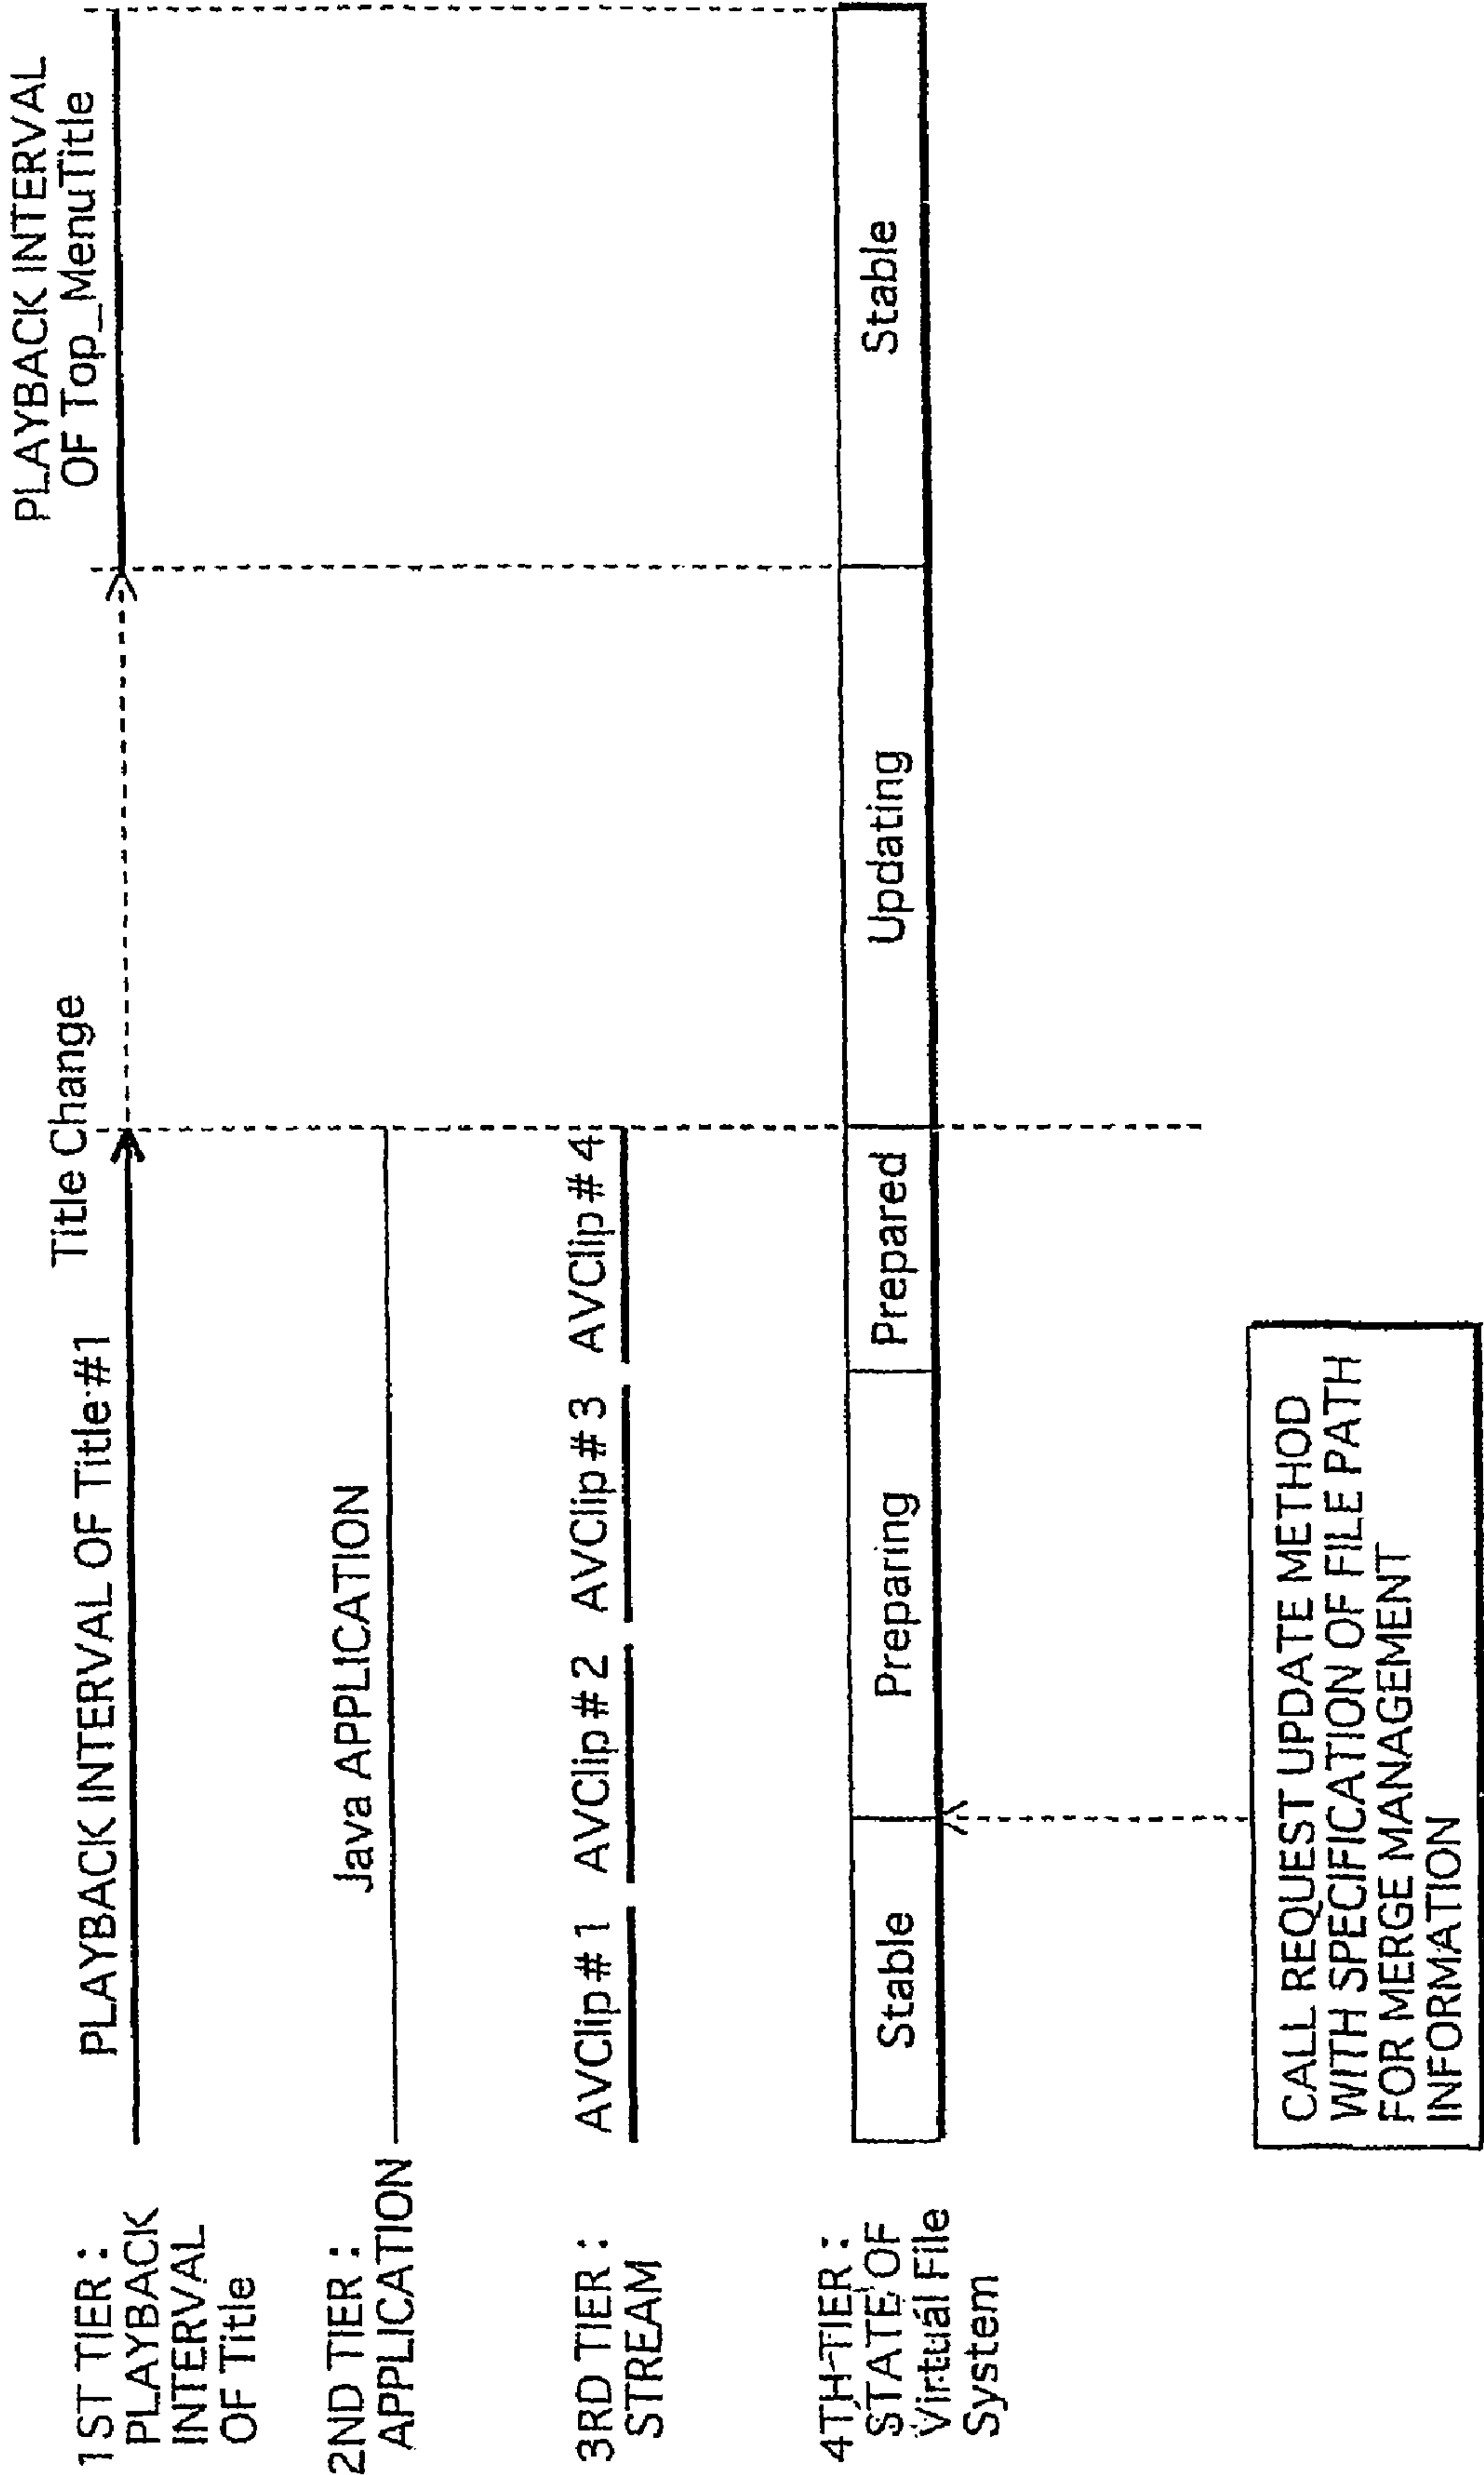 1ST TIER :
PLAYBACK
INTERVAL
OF Title
PLAYBACK INTERVAL OF Title #1
Title Change
PLAYBACK INTERVAL
OF Top_MenuTitle
2ND TIER :
APPLICATION
Java APPLICATION
3RD TIER :
STREAM
AVClip # 1
AVClip # 2
AVClip # 3
AVClip # 4
4TH TIER :
STATE OF
Virtual File
System
Stable
Preparing
Prepared
Updating
Stable
CALL REQUEST UPDATE METHOD
WITH SPECIFICATION OF FILE PATH
FOR MERGE MANAGEMENT
INFORMATION